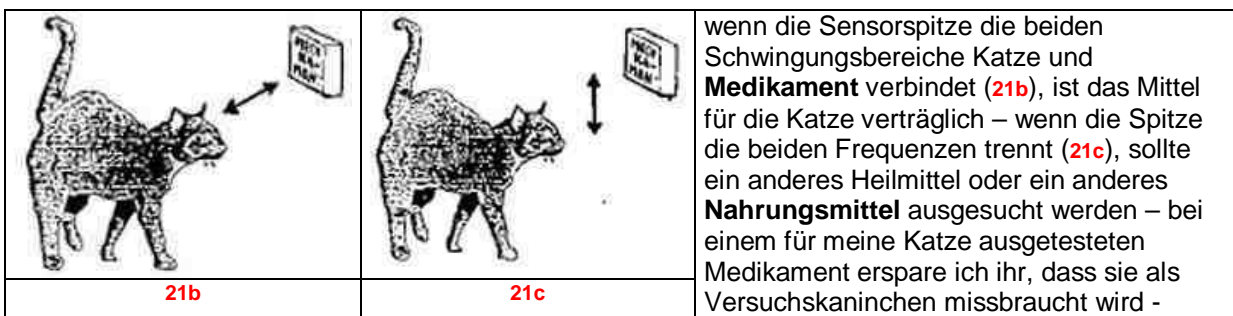 21b
21c
wenn die Sensorspitze die beiden
Schwingungsbereiche Katze und
Medikament verbindet (21b), ist das Mittel
für die Katze verträglich – wenn die Spitze
die beiden Frequenzen trennt (21c), sollte
ein anderes Heilmittel oder ein anderes
Nahrungsmittel ausgesucht werden – bei
einem für meine Katze ausgetesteten
Medikament erspare ich ihr, dass sie als
Versuchskaninchen missbraucht wird -